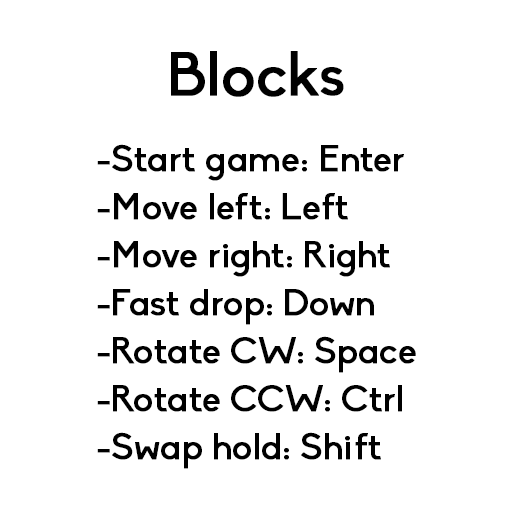 Blocks
-Start game: Enter
-Move left: Left
-Move right: Right
-Fast drop: Down
-Rotate CW: Space
-Rotate CCW: Ctrl
-Swap hold: Shift